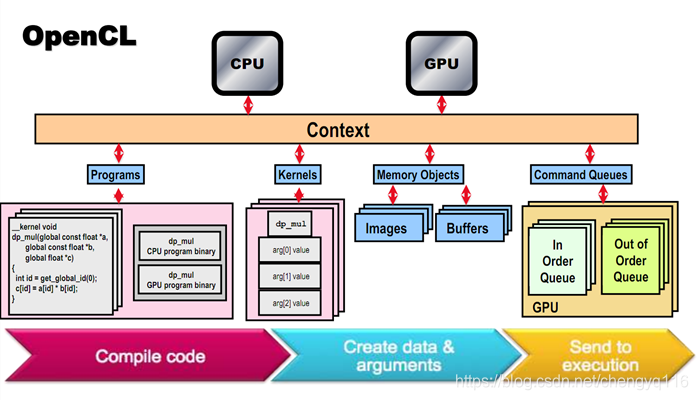 OpenCL
CPU
GPU
Context
Programs
Kernels
Memory Objects
Command Queues
__kernel void
dp_mul(global const float *a,
global const float *b,
global float *c)
{
int id = get_global_id(0);
c[id] = a[id] * b[id];
}
dp_mul
CPU program binary
dp_mul
GPU program binary
dp_mul
arg[0] value
arg[1] value
arg[2] value
Images
Buffers
In
Order
Queue
Out of
Order
Queue
GPU
Compile code
Create data &
arguments
Send to
execution
https://blog.csdn.net/chengyq116